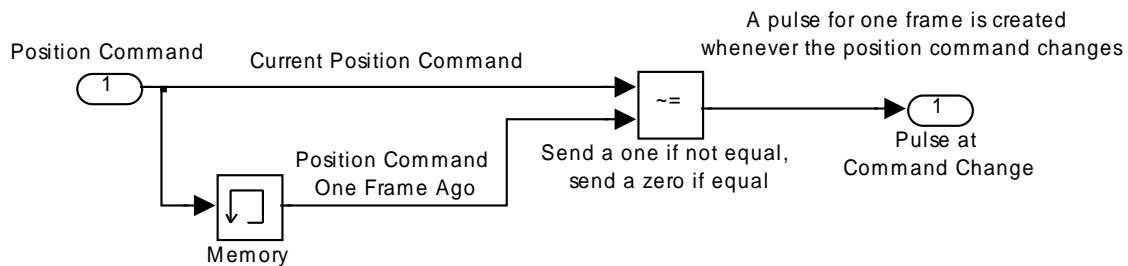 A pulse for one frame is created
whenever the position command changes
Position Command
1
Current Position Command
~=
1
Pulse at
Command Change
Send a one if not equal,
send a zero if equal
Position Command
One Frame Ago
Memory